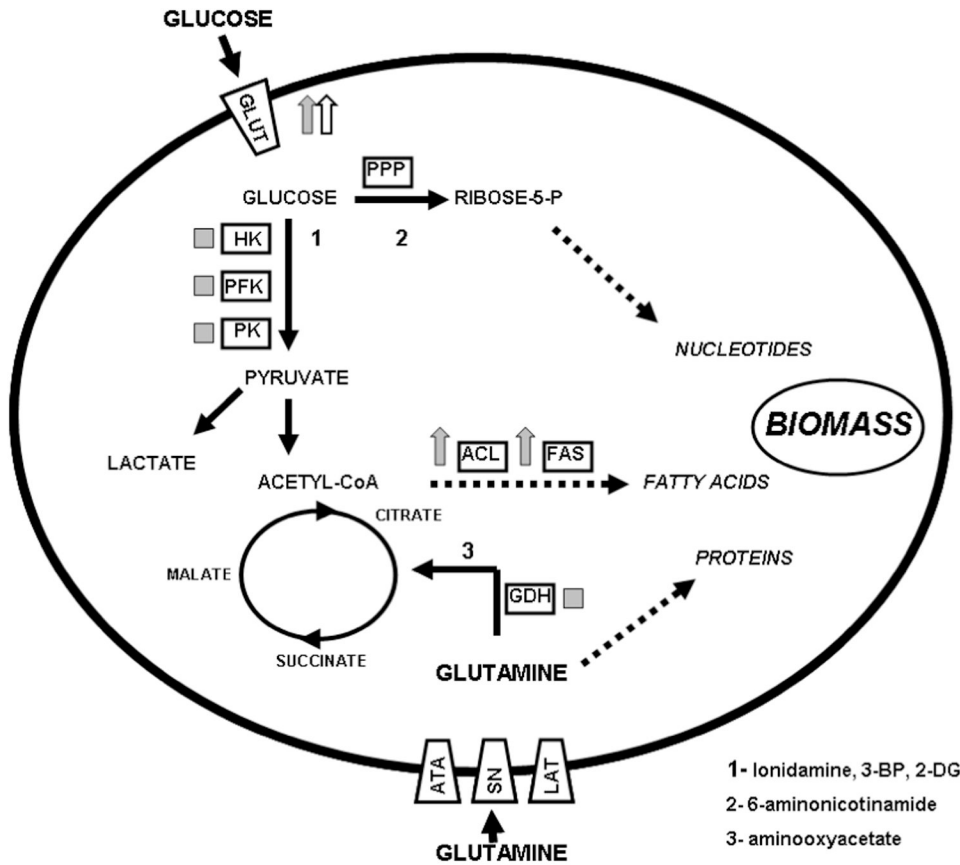 GLUCOSE
GLUT
PPP
GLUCOSE
RIBOSE-5-P
HK
1
2
PFK
PK
NUCLEOTIDES
PYRUVATE
BIOMASS
LACTATE
ACL
FAS
ACETYL-CoA
FATTY ACIDS
CITRATE
3
PROTEINS
MALATE
GDH
SUCCINATE
GLUTAMINE
ATA
SN
LAT
1- lonidamine, 3-BP, 2-DG
2- 6-aminonicotinamide
3- aminooxyacetate
GLUTAMINE